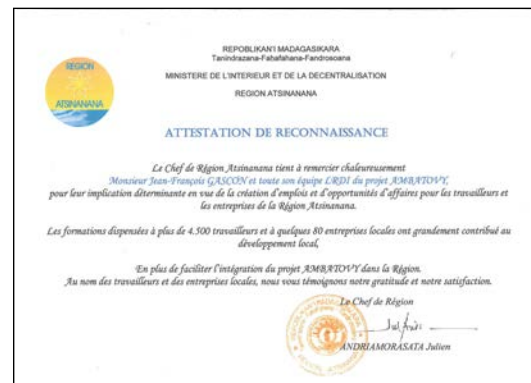 REGION
ATSINANANA
REPOBLIKAN'I MADAGASIKARA
Tanindrazana-Fahafahana-Fandrosoana
MINISTERE DE L'INTERIEUR ET DE LA DECENTRALISATION
REGION ATSINANANA
ATTESTATION DE RECONNAISSANCE
Le Chef de Région Atsinanana tient à remercier chaleureusement
Monsieur Jean-François GASCON et toute son équipe LRDI du projet AMBATOVY,
pour leur implication déterminante en vue de la création d'emplois et d'opportunités d'affaires pour les travailleurs et
les entreprises de la Région Atsinanana.
Les formations dispensées à plus de 4.500 travailleurs et à quelques 80 entreprises locales ont grandement contribué au
développement local,
En plus de faciliter l'intégration du projet AMBATOVY dans la Région.
Au nom des travailleurs et des entreprises locales, nous vous témoignons notre gratitude et notre satisfaction.
Le Chef de Région
ANDRIAMORASATA Julien